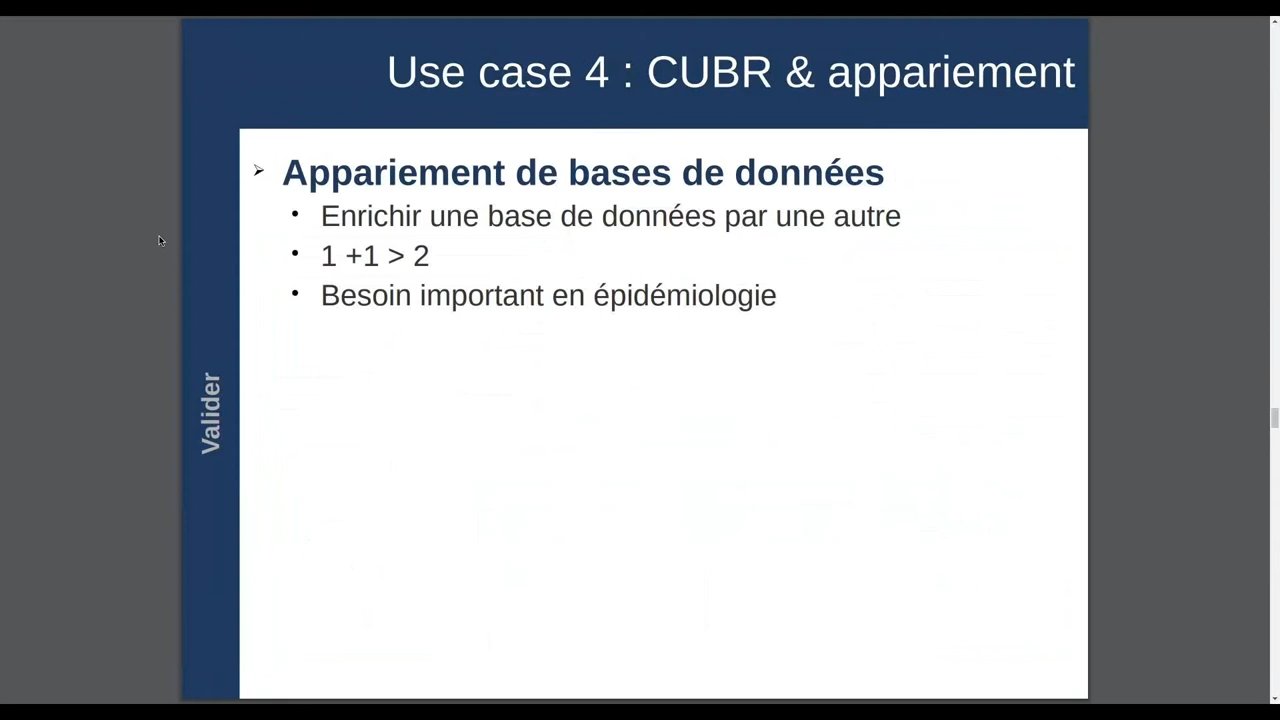 Use case 4 : CUBR & appariement
Appariement de bases de données
Enrichir une base de données par une autre
1 +1 > 2
Besoin important en épidémiologie
Valider